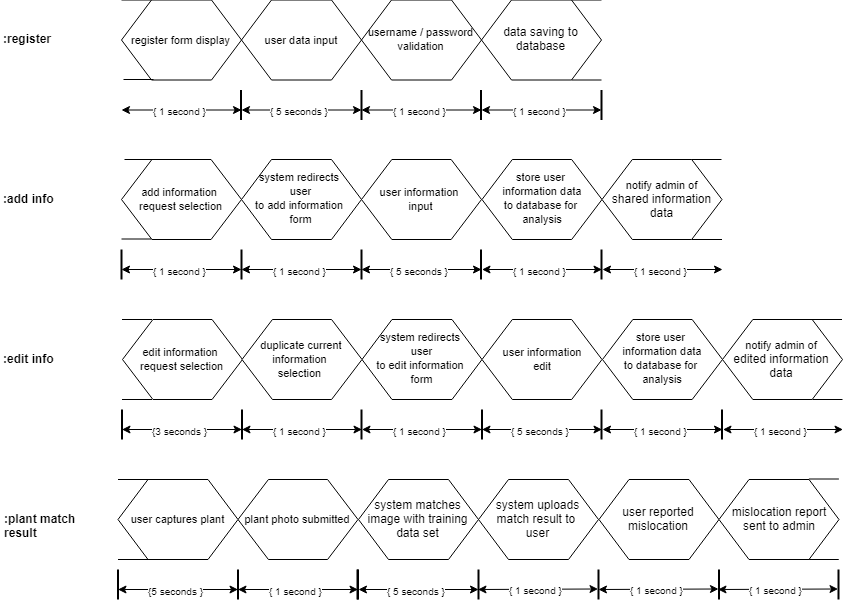 :register
register form display
user data input
username / password
validation
data saving to
database
{ 1 second }
{ 5 seconds }
{ 1 second }
{ 1 second }
:add info
add information
request selection
system redirects
user
to add information
form
user information
input
store user
information data
to database for
analysis
notify admin of
shared information
data
{ 1 second }
{ 1 second }
{ 5 seconds }
{ 1 second }
{ 1 second }
:edit info
edit information
request selection
duplicate current
information
selection
system redirects
user
to edit information
form
user information
edit
store user
information data
to database for
analysis
notify admin of
edited information
data
{3 seconds }
{ 1 second }
{ 1 second }
{ 5 seconds }
{ 1 second }
{ 1 second }
:plant match
result
user captures plant
plant photo submitted
system matches
image with training
data set
system uploads
match result to
user
user reported
mislocation
mislocation report
sent to admin
{5 seconds }
{ 1 second }
{ 5 seconds }
{ 1 second }
{ 1 second }
{ 1 second }